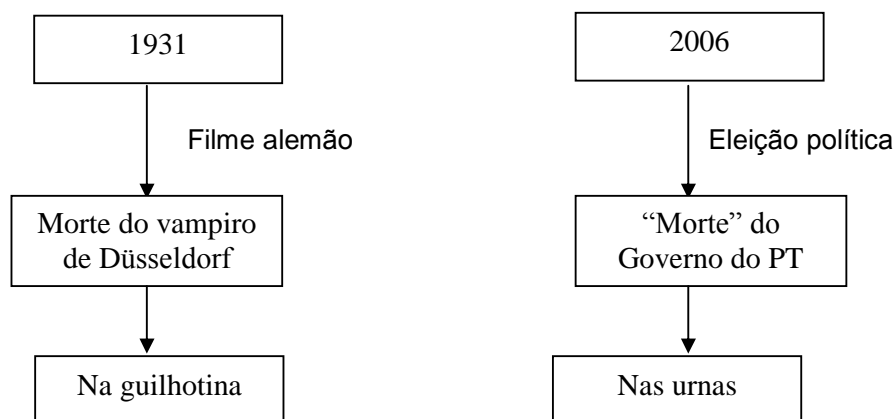 1931
Filme alemão
Morte do vampiro
de Düsseldorf
Na guilhotina
2006
Eleição política
“Morte” do
Governo do PT
Nas urnas